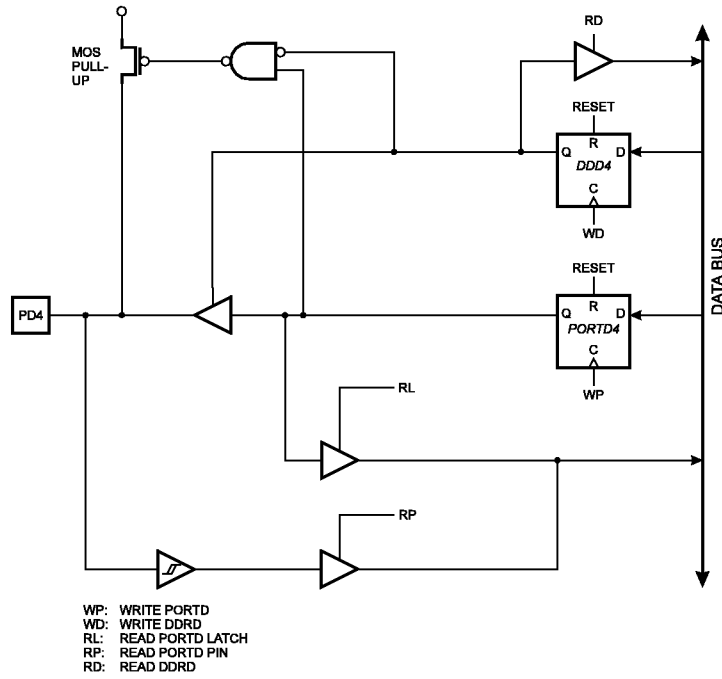 MOS
PULL-
UP
RD
RESET
R
Q
D
DDD4
C
WD
DATA BUS
RESET
PD4
R
Q
D
PORTD4
C
WP
RL
RP
WP: WRITE PORTD
WD: WRITE DDRD
RL: READ PORTD LATCH
RP: READ PORTD PIN
RD: READ DDRD